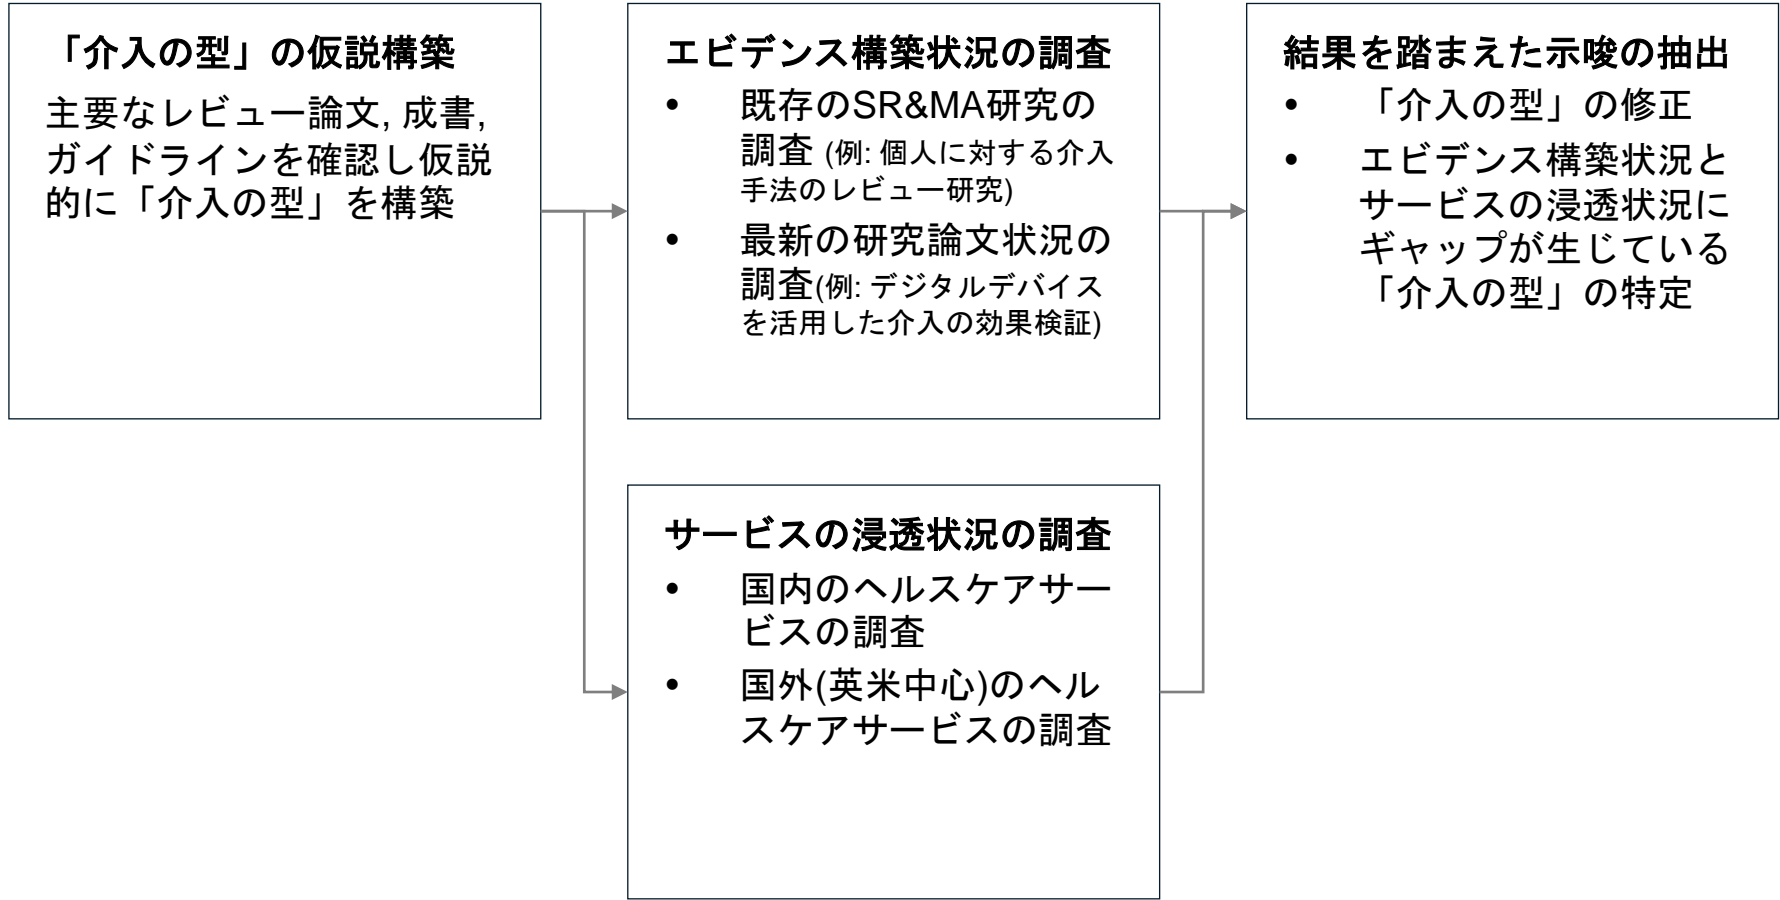 「介入の型」の仮説構築
主要なレビュー論文, 成書,
ガイドラインを確認し仮説
的に「介入の型」を構築
エビデンス構築状況の調査
• 既存のSR&MA研究の
調査 (例: 個人に対する介入
手法のレビュー研究)
• 最新の研究論文状況の
調査(例: デジタルデバイス
を活用した介入の効果検証)
サービスの浸透状況の調査
• 国内のヘルスケアサー
ビスの調査
• 国外(英米中心)のヘル
スケアサービスの調査
結果を踏まえた示唆の抽出
• 「介入の型」の修正
• エビデンス構築状況と
サービスの浸透状況に
ギャップが生じている
「介入の型」の特定